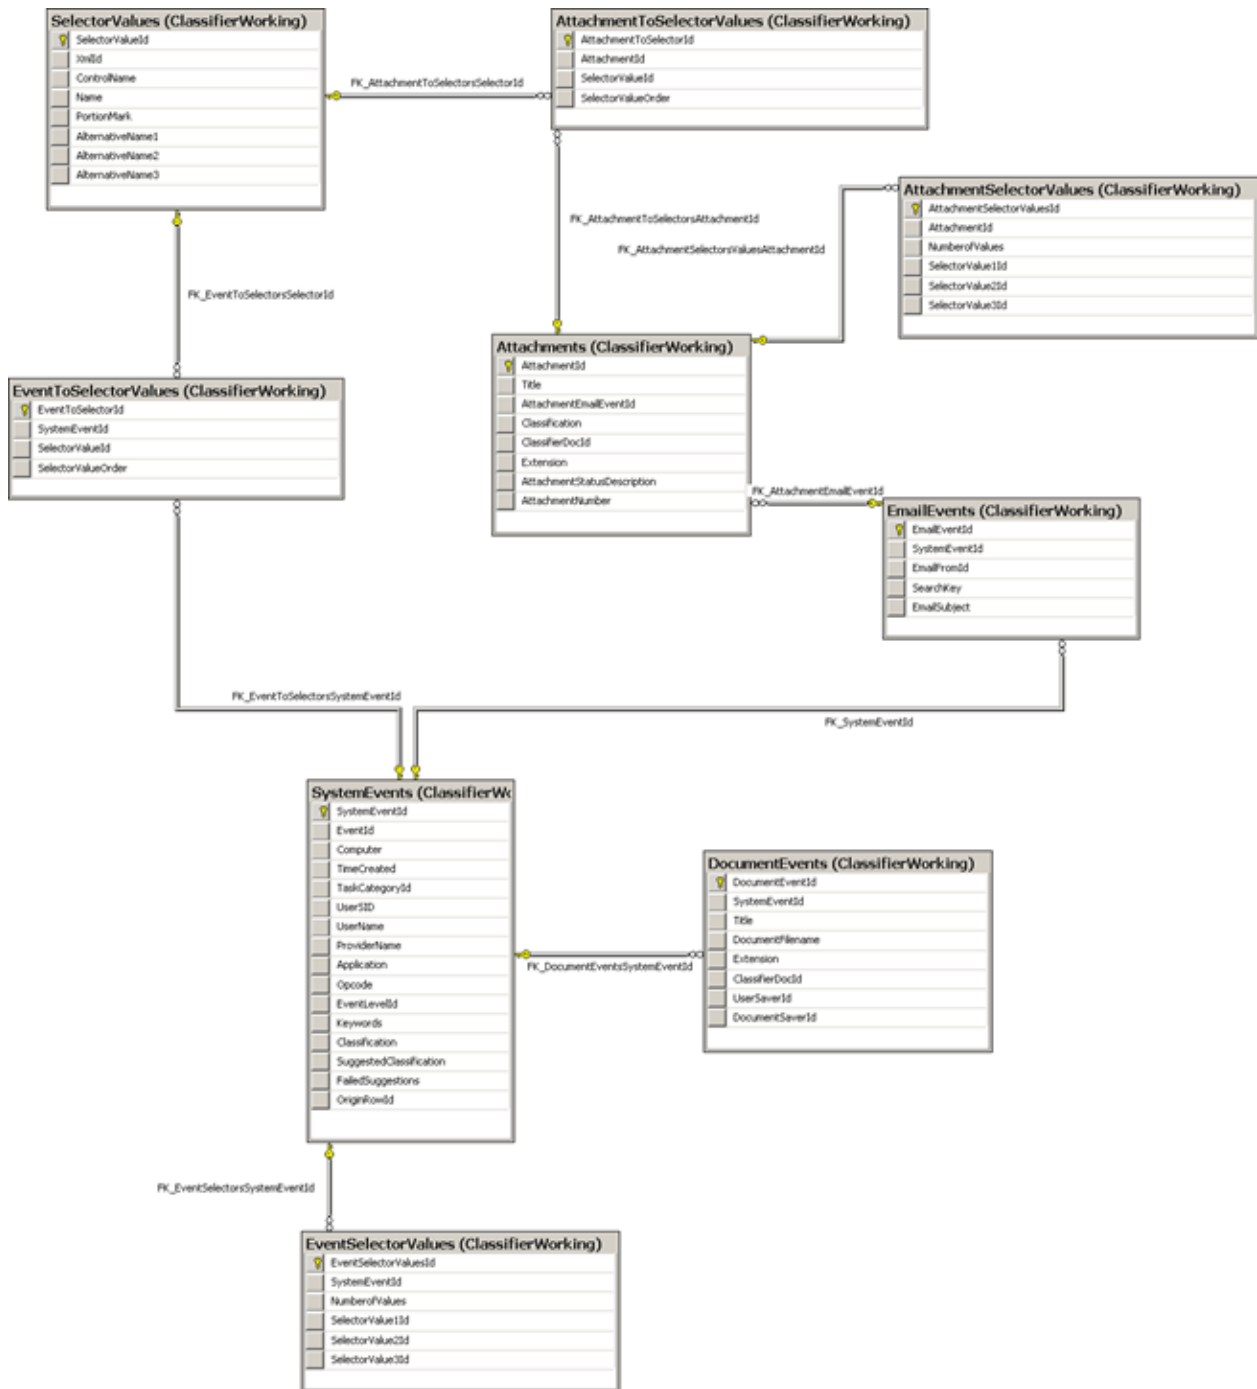 SelectorValues (ClassifierWorking)
SelectorValueId
XmlId
ControlName
Name
PortionMark
AlternativeName1
AlternativeName2
AlternativeName3
FK_AttachmentToSelectorsSelectorId
AttachmentToSelectorValues (ClassifierWorking)
AttachmentToSelectorId
AttachmentId
SelectorValueId
SelectorValueOrder
FK_AttachmentToSelectorsAttachmentId
FK_AttachmentSelectorsValuesAttachmentId
AttachmentSelectorValues (ClassifierWorking)
AttachmentSelectorValuesId
AttachmentId
NumberofValues
SelectorValue1Id
SelectorValue2Id
SelectorValue3Id
FK_EventToSelectorsSelectorId
Attachments (ClassifierWorking)
AttachmentId
Title
AttachmentEmailEventId
Classification
ClassifierDocId
Extension
AttachmentStatusDescription
AttachmentNumber
EventToSelectorValues (ClassifierWorking)
EventToSelectorId
SystemEventId
SelectorValueId
SelectorValueOrder
FK_AttachmentEmailEventId
EmailEvents (ClassifierWorking)
EmailEventId
SystemEventId
EmailFromId
SearchKey
EmailSubject
FK_EventToSelectorsSystemEventId
FK_SystemEventId
SystemEvents (ClassifierWo
SystemEventId
EventId
Computer
TimeCreated
TaskCategoryId
UserSID
UserName
ProviderName
Application
Opcode
EventLevelId
Keywords
Classification
SuggestedClassification
FailedSuggestions
OriginRowId
FK_DocumentEventsSystemEventId
DocumentEvents (ClassifierWorking)
DocumentEventId
SystemEventId
Title
DocumentFilename
Extension
ClassifierDocId
UserSaverId
DocumentSaverId
FK_EventSelectorsSystemEventId
EventSelectorValues (ClassifierWorking)
EventSelectorValuesId
SystemEventId
NumberofValues
SelectorValue1Id
SelectorValue2Id
SelectorValue3Id